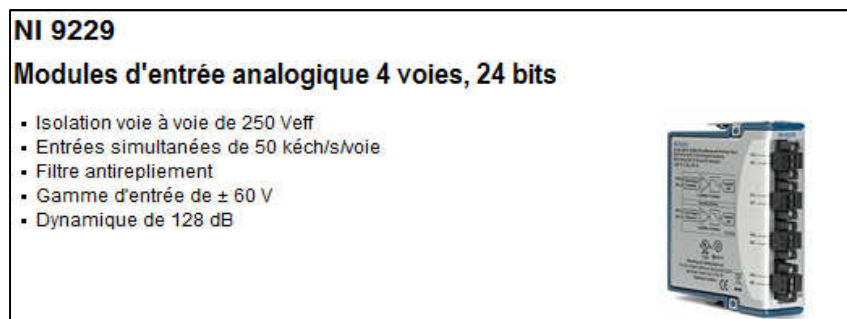 NI 9229
Modules d'entrée analogique 4 voies, 24 bits
▪ Isolation voie à voie de 250 Veff
▪ Entrées simultanées de 50 kéch/s/voie
▪ Filtre antirepliement
▪ Gamme d'entrée de ± 60 V
▪ Dynamique de 128 dB